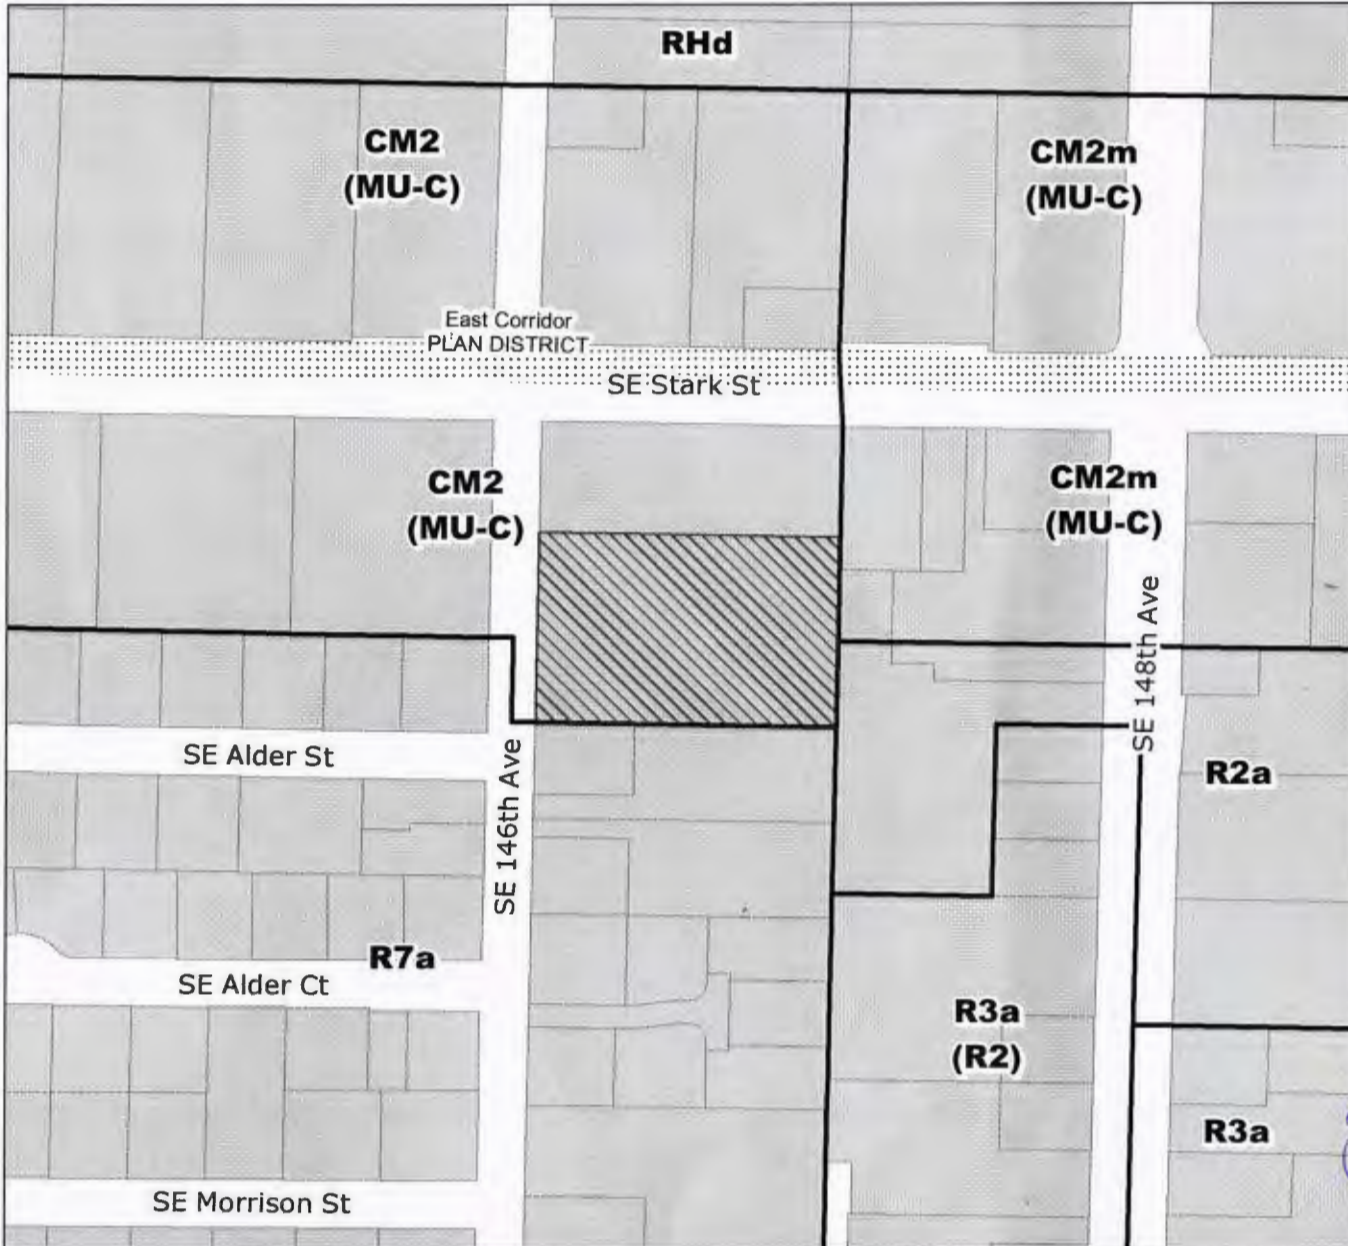 RHd
CM2
(MU-C)
CM2m
(MU-C)
East Corridor
PLAN DISTRICT
SE Stark St
CM2
(MU-C)
CM2m
(MU-C)
SE 148th Ave
SE Alder St
SE 146th Ave
R2a
R7a
SE Alder Ct
R3a
(R2)
R3a
SE Morrison St